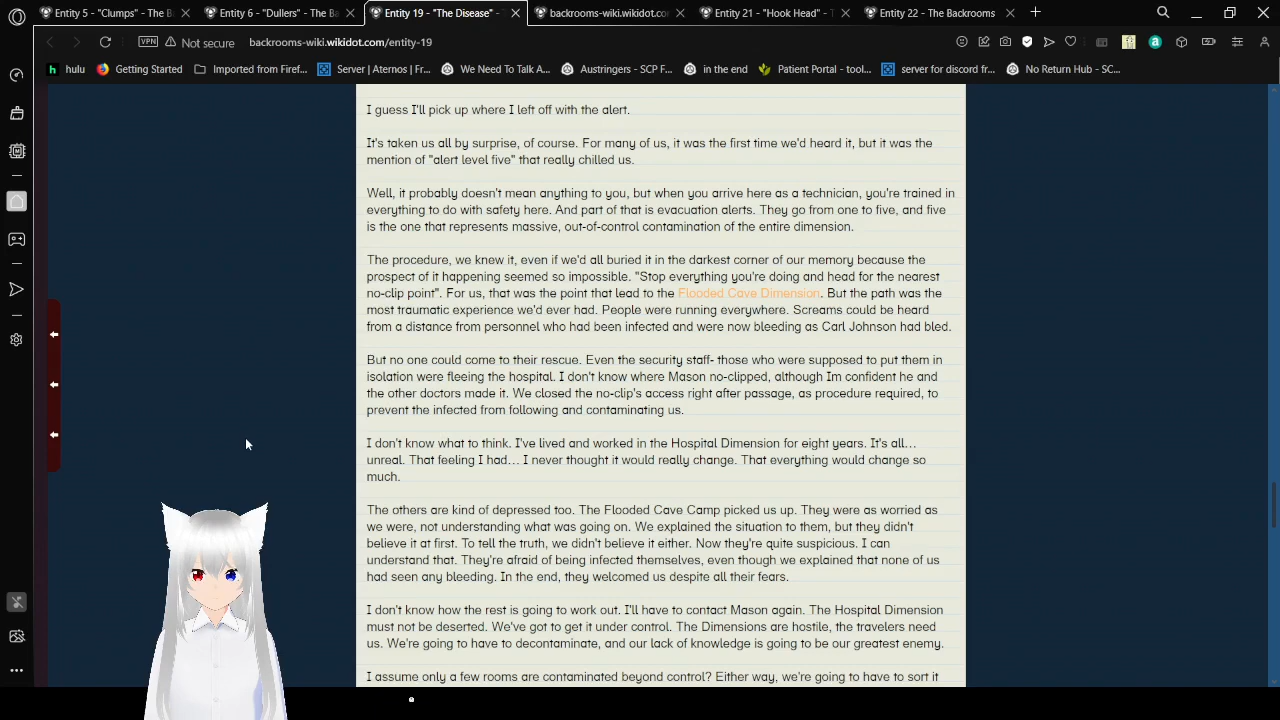 Entity 5 - "Clumps" - The B
Entity 6 - "Dullers" - The Ba
Entity 19 - "The Disease" -
backrooms-wiki.wikidot.co
Entity 21 - "Hook Head" - T
Entity 22 - The Backrooms
VPN Not secure backrooms-wiki.wikidot.com/entity-19
hulu Getting Started Imported from Firef... Server | Aternos | Fr... We Need To Talk A... Austringers - SCP F... in the end Patient Portal - tool... server for discord fr... No Return Hub - SC...
I guess I'll pick up where I left off with the alert.
It's taken us all by surprise, of course. For many of us, it was the first time we'd heard it, but it was the
mention of "alert level five" that really chilled us.
Well, it probably doesn't mean anything to you, but when you arrive here as a technician, you're trained in
everything to do with safety here. And part of that is evacuation alerts. They go from one to five, and five
is the one that represents massive, out-of-control contamination of the entire dimension.
The procedure, we knew it, even if we'd all buried it in the darkest corner of our memory because the
prospect of it happening seemed so impossible. "Stop everything you're doing and head for the nearest
no-clip point". For us, that was the point that lead to the Flooded Cave Dimension. But the path was the
most traumatic experience we'd ever had. People were running everywhere. Screams could be heard
from a distance from personnel who had been infected and were now bleeding as Carl Johnson had bled.
But no one could come to their rescue. Even the security staff- those who were supposed to put them in
isolation were fleeing the hospital. I don't know where Mason no-clipped, although Im confident he and
the other doctors made it. We closed the no-clip's access right after passage, as procedure required, to
prevent the infected from following and contaminating us.
I don't know what to think. I've lived and worked in the Hospital Dimension for eight years. It's all…
unreal. That feeling I had… I never thought it would really change. That everything would change so
much.
The others are kind of depressed too. The Flooded Cave Camp picked us up. They were as worried as
we were, not understanding what was going on. We explained the situation to them, but they didn't
believe it at first. To tell the truth, we didn't believe it either. Now they're quite suspicious. I can
understand that. They're afraid of being infected themselves, even though we explained that none of us
had seen any bleeding. In the end, they welcomed us despite all their fears.
I don't know how the rest is going to work out. I'll have to contact Mason again. The Hospital Dimension
must not be deserted. We've got to get it under control. The Dimensions are hostile, the travelers need
us. We're going to have to decontaminate, and our lack of knowledge is going to be our greatest enemy.
I assume only a few rooms are contaminated beyond control? Either way, we're going to have to sort it